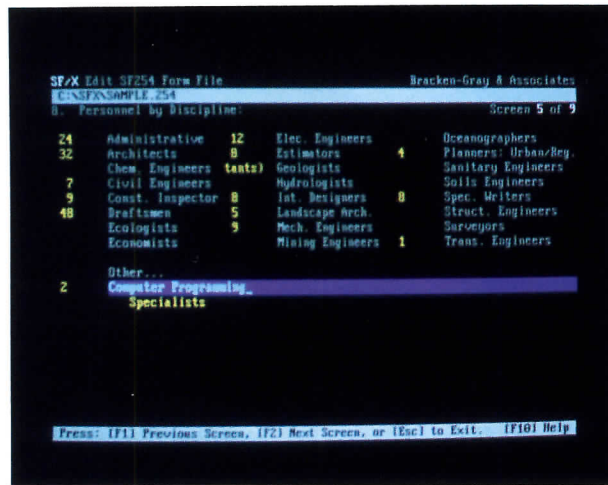 SF/X Edit SF254 Form File Bracken-Gray & Associates
C:\SFX\SAMPLE.254
8. Personnel by Discipline: Screen 5 of 9
24 Administrative 12 Elec. Engineers Oceanographers
32 Architects 8 Estimators 4 Planners: Urban/Reg.
Chem. Engineers tants) Geologists Sanitary Engineers
7 Civil Engineers Hydrologists Soils Engineers
9 Const. Inspector 8 Int. Designers 8 Spec. Writers
48 Draftsmen 5 Landscape Arch. Struct. Engineers
Ecologists 9 Mech. Engineers Surveyors
Economists Mining Engineers 1 Trans. Engineers
Other...
2 Computer Programming_
Specialists
Press: [F1] Previous Screen, [F2] Next Screen, or [Esc] to Exit. [F10] Help